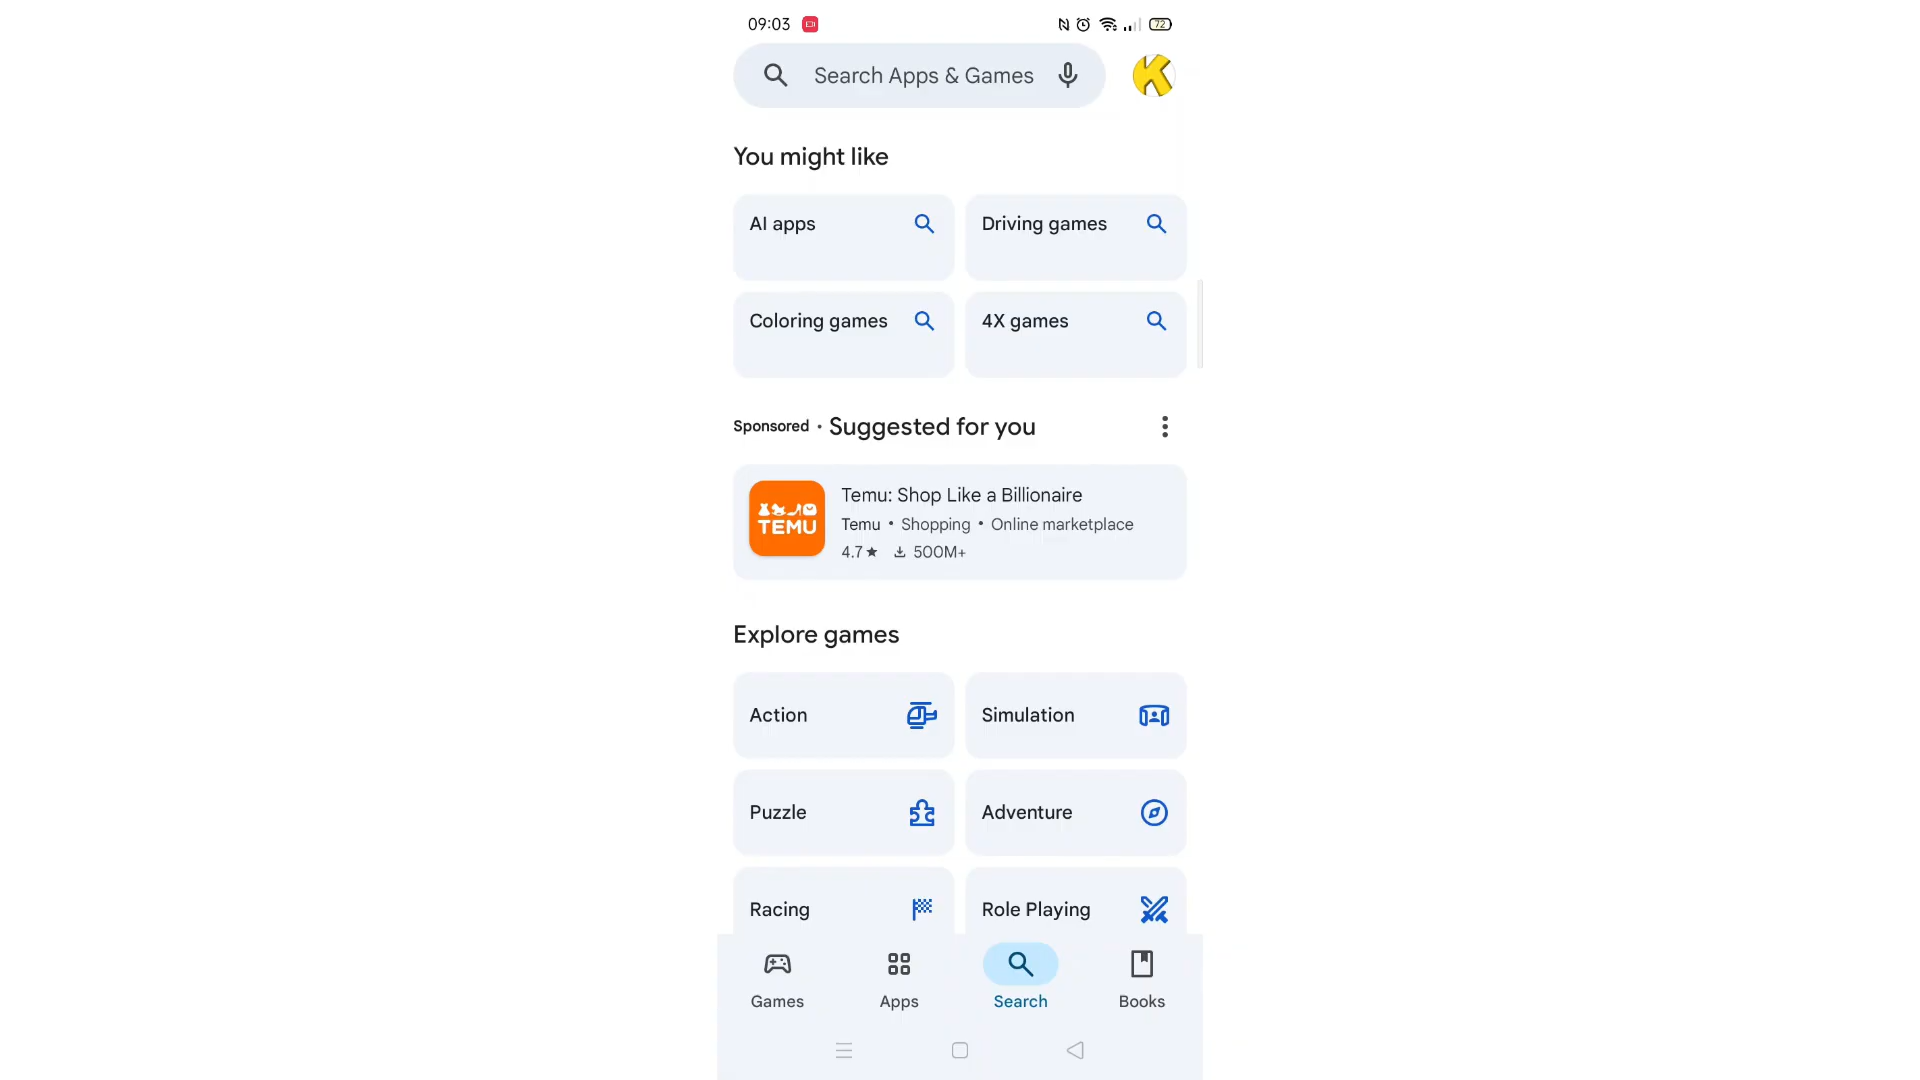 09:03
72
Search Apps & Games
You might like
AI apps
Driving games
Coloring games
4X games
Sponsored • Suggested for you
TEMU
Temu: Shop Like a Billionaire
Temu • Shopping • Online marketplace
4.7★ 500M+
Explore games
Action
Simulation
Puzzle
Adventure
Racing
Role Playing
Games
Apps
Search
Books